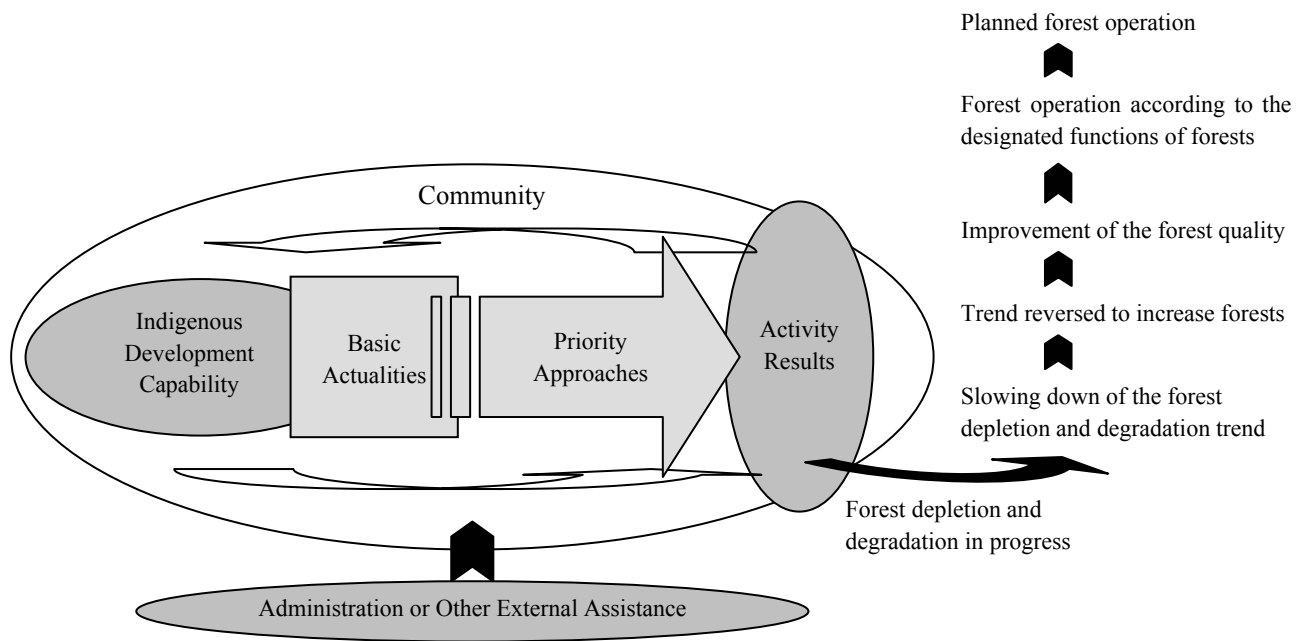 Planned forest operation
Forest operation according to the
designated functions of forests
Improvement of the forest quality
Trend reversed to increase forests
Slowing down of the forest
depletion and degradation trend
Community
Indigenous
Development
Capability
Basic
Actualities
Priority
Approaches
Activity
Results
Forest depletion and
degradation in progress
Administration or Other External Assistance